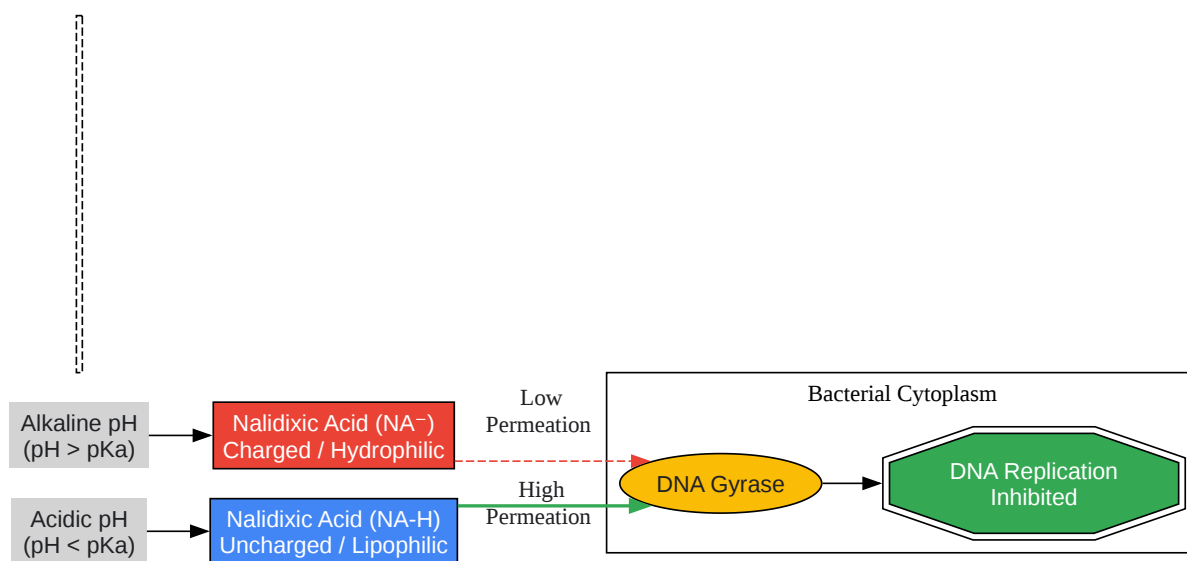 Alkaline pH
(pH > pKa)
Nalidixic Acid (NA⁻)
Charged / Hydrophilic
Low
Permeation
Bacterial Cytoplasm
DNA Gyrase
DNA Replication
Inhibited
Acidic pH
(pH < pKa)
Nalidixic Acid (NA-H)
Uncharged / Lipophilic
High
Permeation